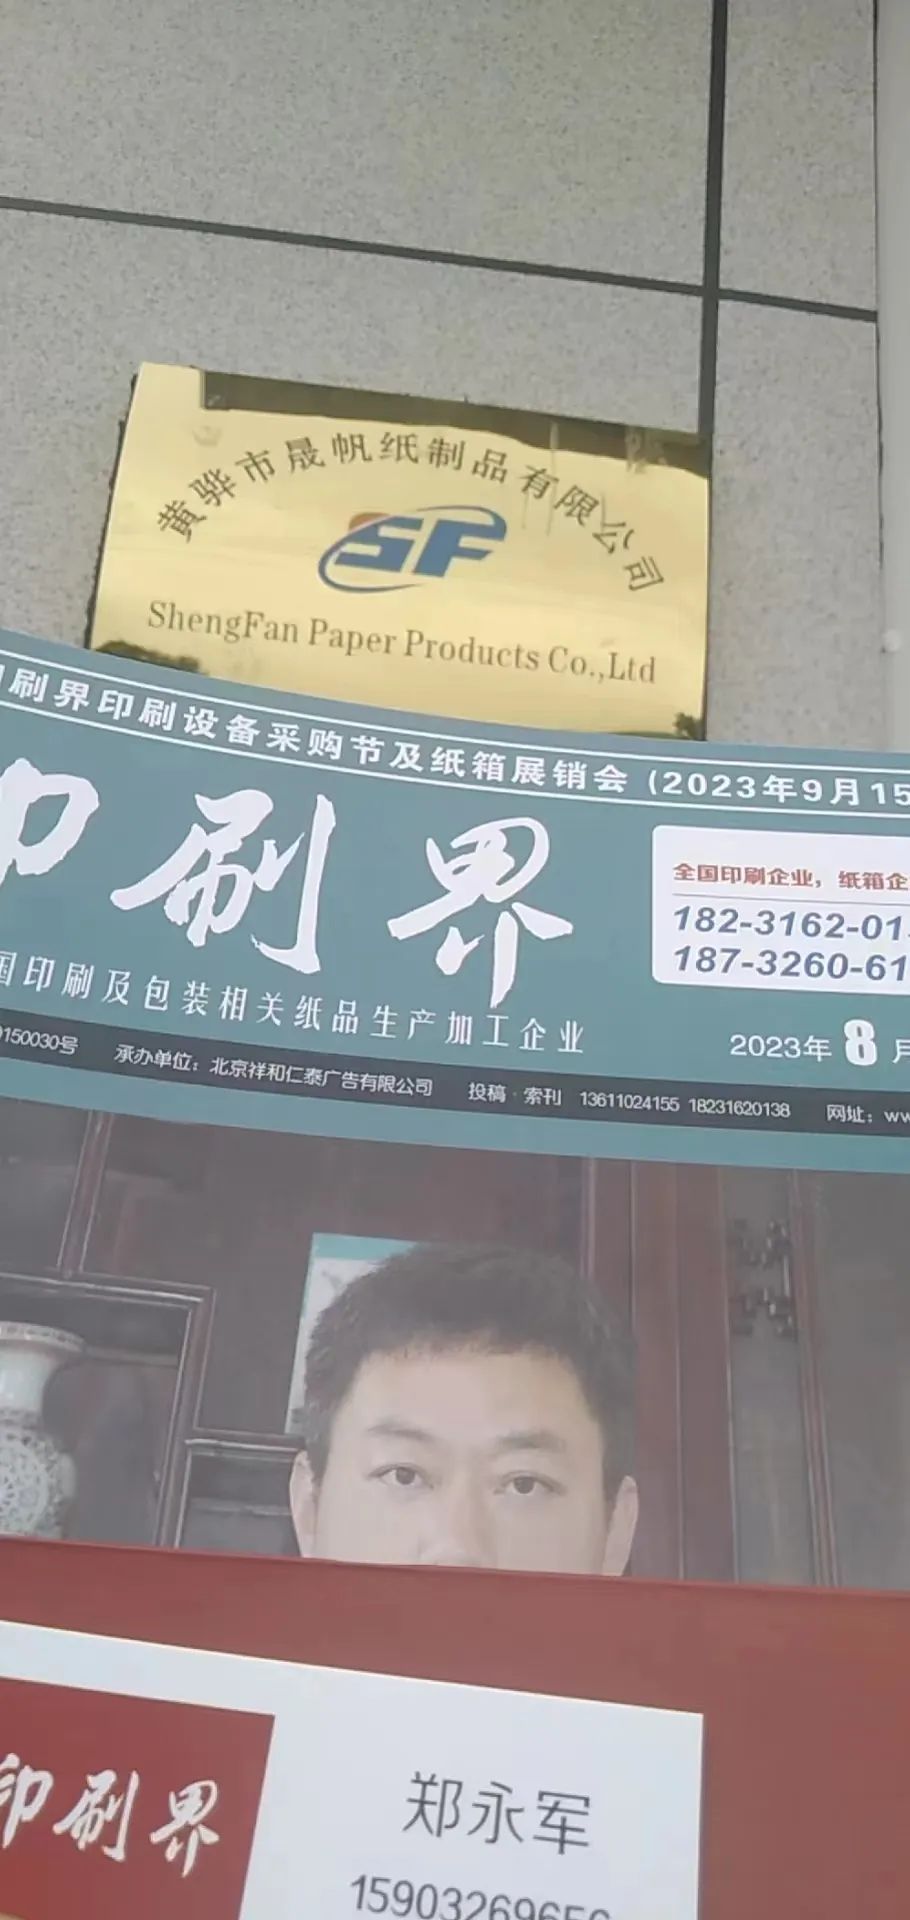 黄骅市晟帆纸制品有限公司
SF
ShengFan Paper Products Co.,Ltd
刷界印刷设备采购节及纸箱展销会(2023年9月15
印刷界
全国印刷企业，纸箱企
182-3162-01
187-3260-61
国印刷及包装相关纸品生产加工企业
2023年8月
0150030号 承办单位：北京祥和仁泰广告有限公司 投稿·索刊 13611024155 18231620138 网址：ww
印刷界
郑永军
1590326965